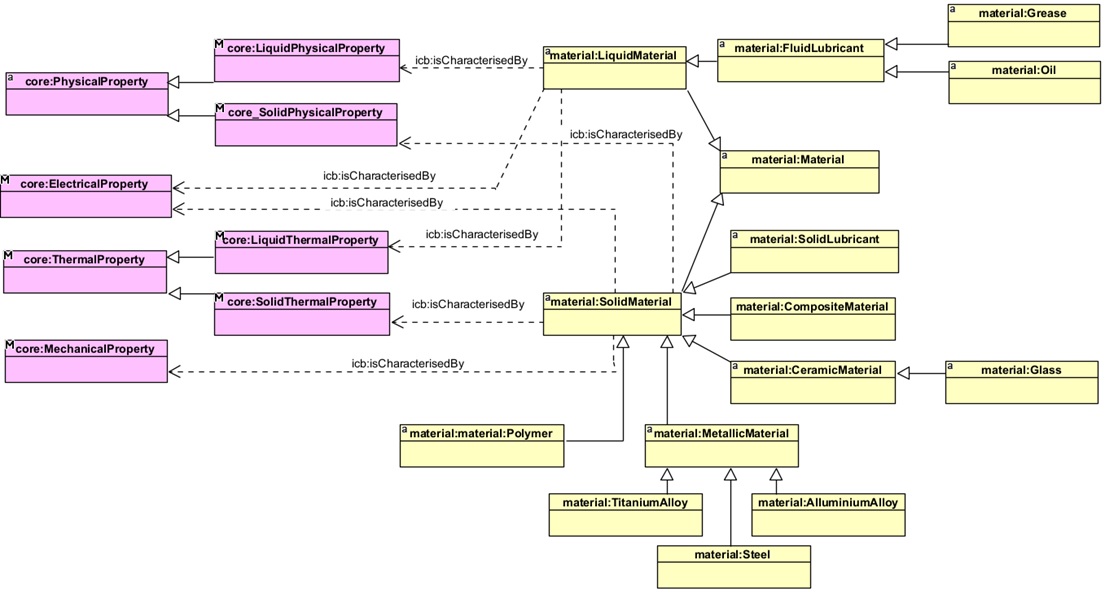 a material:Grease
M core:LiquidPhysicalProperty
a material:LiquidMaterial
a material:FluidLubricant
icb:isCharacterisedBy
a core:PhysicalProperty
material:Oil
M core_SolidPhysicalProperty
icb:isCharacterisedBy
a material:Material
M core:ElectricalProperty
icb:isCharacterisedBy
icb:isCharacterisedBy
M core:LiquidThermalProperty
icb:isCharacterisedBy
a material:SolidLubricant
M core:ThermalProperty
M core:SolidThermalProperty
icb:isCharacterisedBy
a material:SolidMaterial
material:CompositeMaterial
M core:MechanicalProperty
icb:isCharacterisedBy
a material:CeramicMaterial
a material:Glass
a material:material:Polymer
a material:MetallicMaterial
material:TitaniumAlloy
material:AlluminiumAlloy
material:Steel